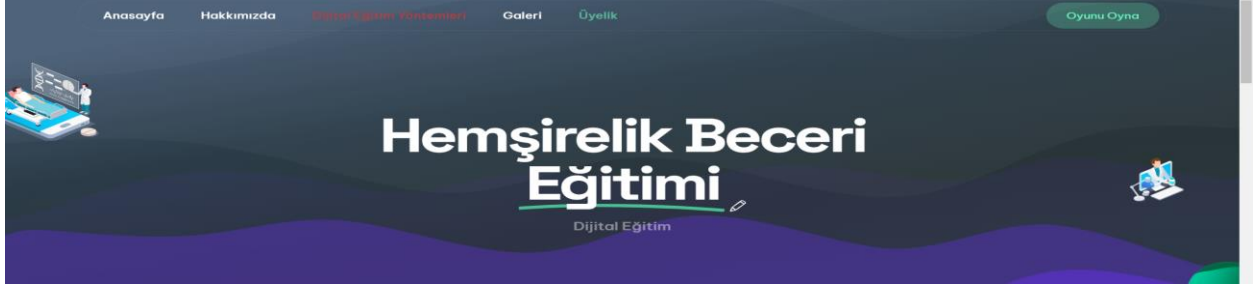 Anasayfa Hakkımızda Dijital Eğitim Yöntemleri Galeri Üyelik Oyunu Oyna
Hemşirelik Beceri
Eğitimi
Dijital Eğitim